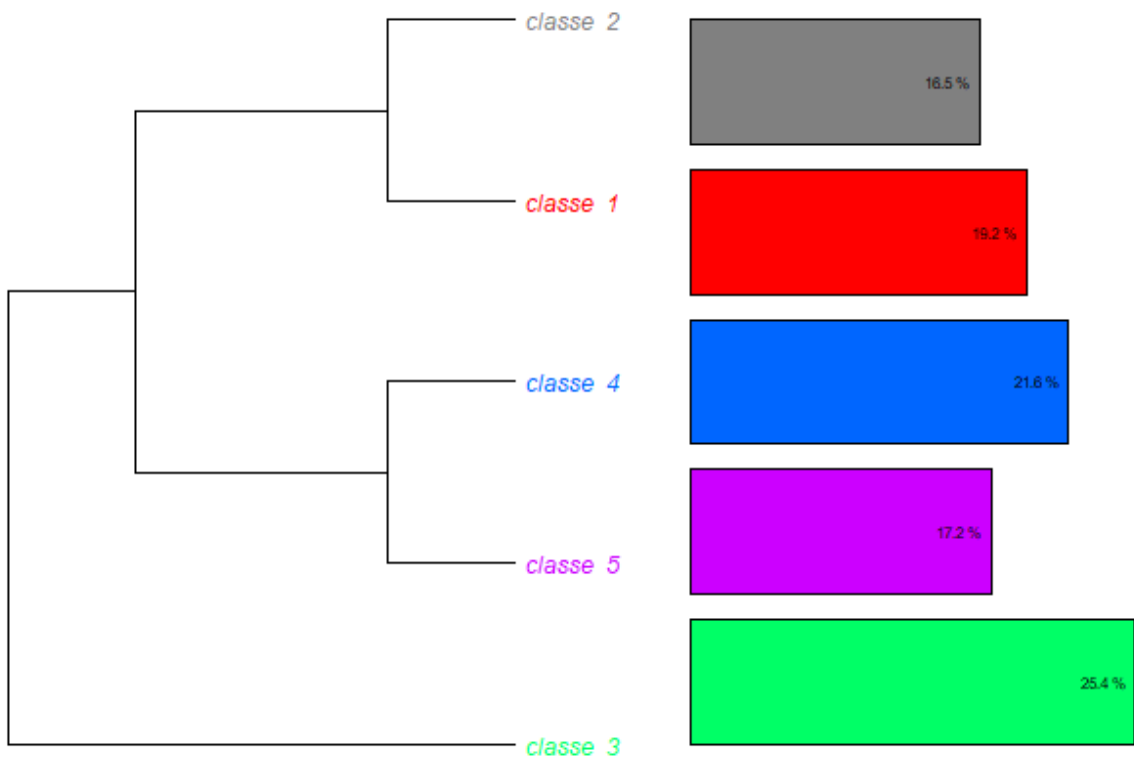 classe 2
16.5 %
classe 1
19.2 %
classe 4
21.6 %
classe 5
17.2 %
classe 3
25.4 %